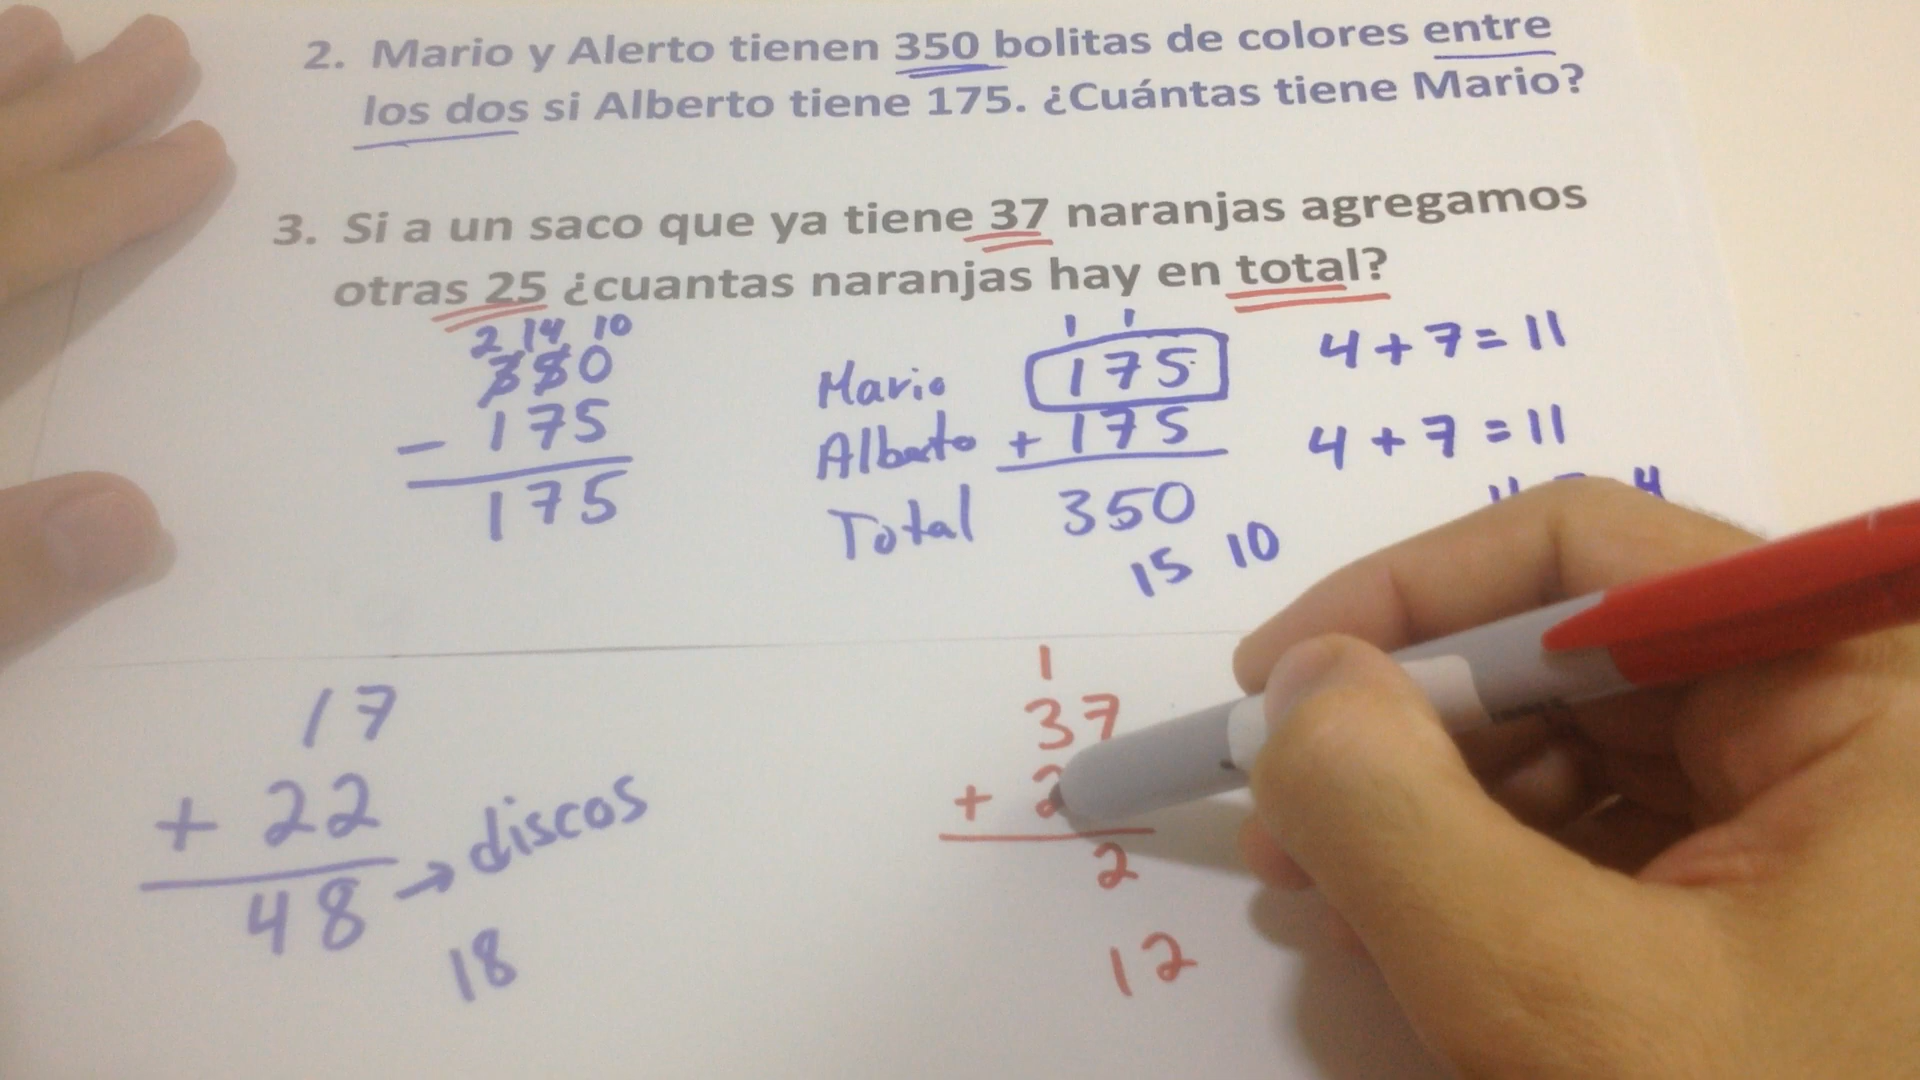 2. Mario y Alerto tienen 350 bolitas de colores entre
los dos si Alberto tiene 175. ¿Cuántas tiene Mario?
3. Si a un saco que ya tiene 37 naranjas agregamos
otras 25 ¿cuantas naranjas hay en total?
2 14 10
350
- 175
175
1 1
Mario 175
Alberto + 175
Total 350
15 10
4 + 7 = 11
4 + 7 = 11
4
17
+ 22
48 → discos
18
1
37
+ 2
2
12